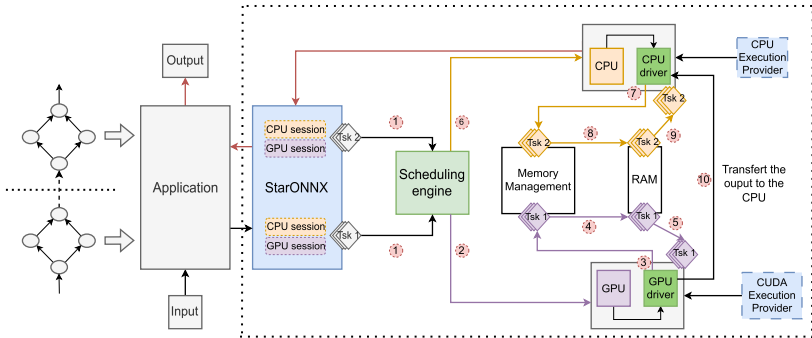 Output
Application
Input
CPU session
GPU session
StarONNX
CPU session
GPU session
Tsk 2
Tsk 1
1
1
Scheduling
engine
6
2
CPU
CPU
driver
CPU
Execution
Provider
7
Tsk 2
Tsk 2
8
Tsk 2
9
Memory
Management
RAM
10
Transfert the
ouput to the
CPU
Tsk 1
4
Tsk 1
5
Tsk 1
3
GPU
GPU
driver
CUDA
Execution
Provider